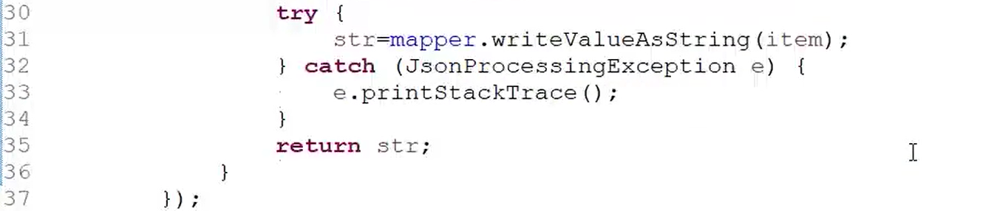 30 try {
31 str=mapper.writeValueAsString(item);
32 } catch (JsonProcessingException e) {
33 e.printStackTrace();
34 }
35 return str;
36 }
37 });